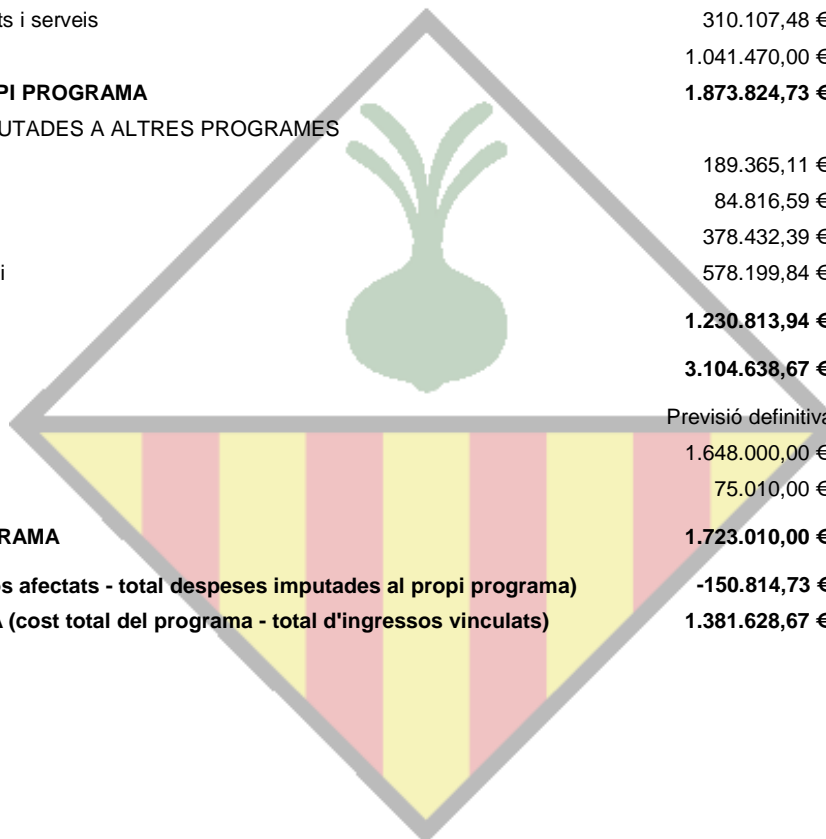 ts i serveis 310.107,48 €
1.041.470,00 €
PI PROGRAMA 1.873.824,73 €
UTADES A ALTRES PROGRAMES
189.365,11 €
84.816,59 €
378.432,39 €
i 578.199,84 €
1.230.813,94 €
3.104.638,67 €
Previsió definitiva
1.648.000,00 €
75.010,00 €
RAMA 1.723.010,00 €
s afectats - total despeses imputades al propi programa) -150.814,73 €
(cost total del programa - total d'ingressos vinculats) 1.381.628,67 €